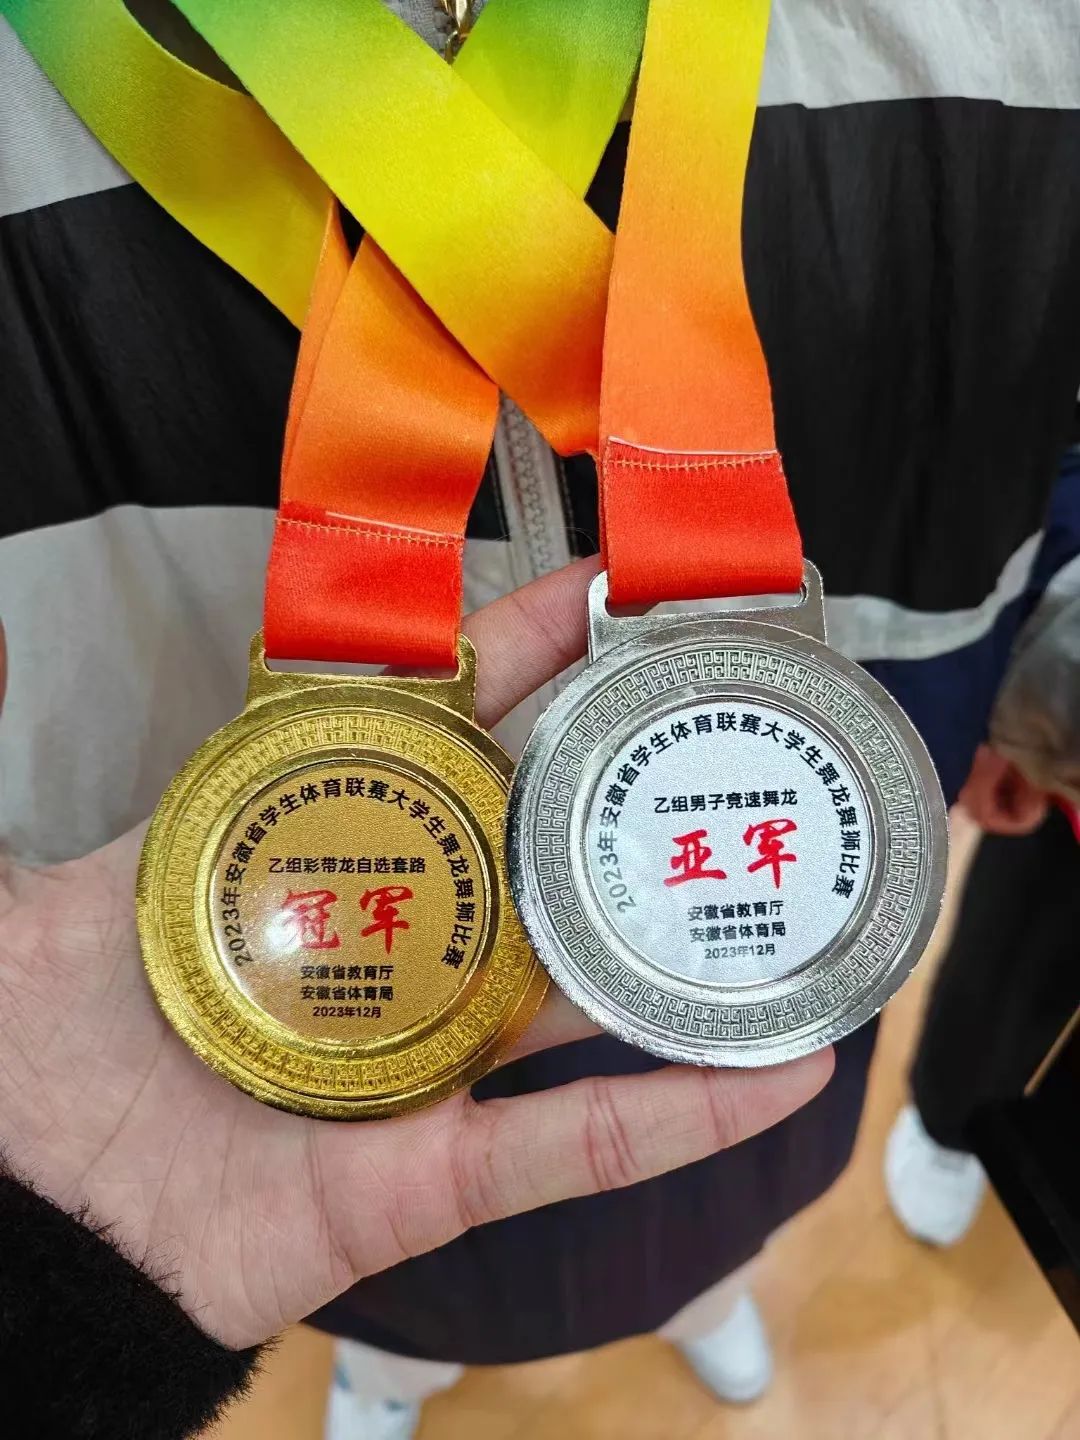 2023年安徽省学生体育联赛大学生舞龙舞狮比赛
乙组彩带龙自选套路
冠军
安徽省教育厅
安徽省体育局
2023年12月
2023年安徽省学生体育联赛大学生舞龙舞狮比赛
乙组男子竞速舞龙
亚军
安徽省教育厅
安徽省体育局
2023年12月